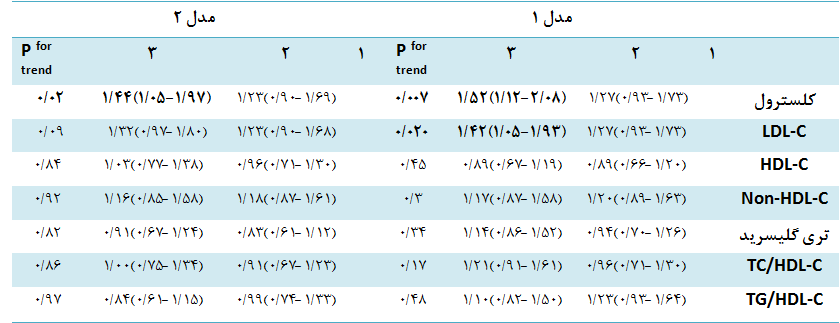 مدل ۱ مدل ۲
۱ ۲ ۳ P for trend ۱ ۲ ۳ P for trend
کلسترول ۱/۲۷(۰/۹۳-۱/۷۳) ۱/۵۲(۱/۱۲-۲/۰۸) ۰/۰۰۷ ۱/۲۳(۰/۹۰-۱/۶۹) ۱/۴۴(۱/۰۵-۱/۹۷) ۰/۰۲
LDL-C ۱/۲۷(۰/۹۳-۱/۷۳) ۱/۴۲(۱/۰۵-۱/۹۳) ۰/۰۲۰ ۱/۲۳(۰/۹۰-۱/۶۸) ۱/۳۲(۰/۹۷-۱/۸۰) ۰/۰۹
HDL-C ۰/۸۹(۰/۶۶-۱/۲۰) ۰/۸۹(۰/۶۷-۱/۱۹) ۰/۴۵ ۰/۹۶(۰/۷۱-۱/۳۰) ۱/۰۳(۰/۷۷-۱/۳۸) ۰/۸۴
Non-HDL-C ۱/۲۰(۰/۸۹-۱/۶۳) ۱/۱۷(۰/۸۷-۱/۵۸) ۰/۳ ۱/۱۸(۰/۸۷-۱/۶۱) ۱/۱۶(۰/۸۵-۱/۵۸) ۰/۹۲
تری گلیسرید ۰/۹۴(۰/۷۰-۱/۲۶) ۱/۱۴(۰/۸۶-۱/۵۲) ۰/۳۴ ۰/۸۳(۰/۶۱-۱/۱۲) ۰/۹۱(۰/۶۷-۱/۲۴) ۰/۸۲
TC/HDL-C ۰/۹۶(۰/۷۱-۱/۳۰) ۱/۲۱(۰/۹۱-۱/۶۱) ۰/۱۷ ۰/۹۱(۰/۶۷-۱/۲۳) ۱/۰۰(۰/۷۵-۱/۳۴) ۰/۸۶
TG/HDL-C ۱/۲۳(۰/۹۳-۱/۶۴) ۱/۱۰(۰/۸۲-۱/۵۰) ۰/۴۸ ۰/۹۹(۰/۷۴-۱/۳۳) ۰/۸۴(۰/۶۱-۱/۱۵) ۰/۹۷